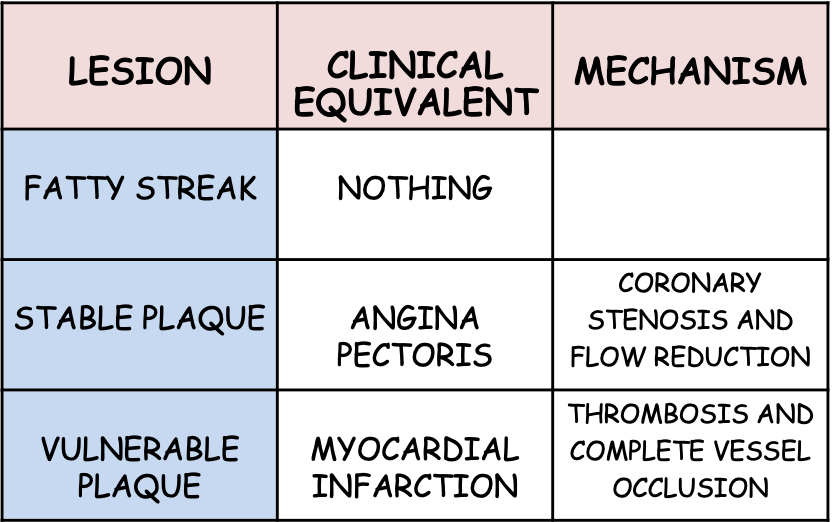 LESION
CLINICAL
EQUIVALENT
MECHANISM
FATTY STREAK
NOTHING
STABLE PLAQUE
ANGINA
PECTORIS
CORONARY
STENOSIS AND
FLOW REDUCTION
VULNERABLE
PLAQUE
MYOCARDIAL
INFARCTION
THROMBOSIS AND
COMPLETE VESSEL
OCCLUSION